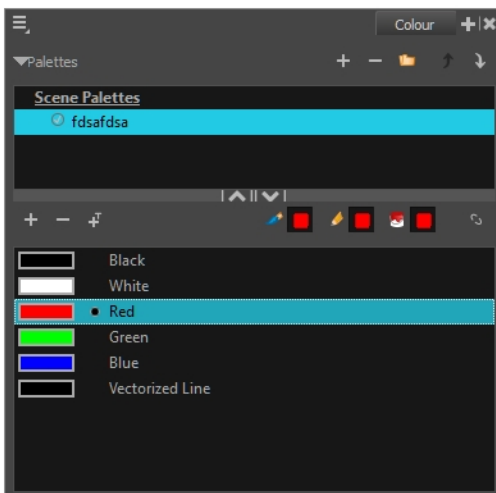 Colour
Palettes
Scene Palettes
fdsafdsa
Black
White
Red
Green
Blue
Vectorized Line